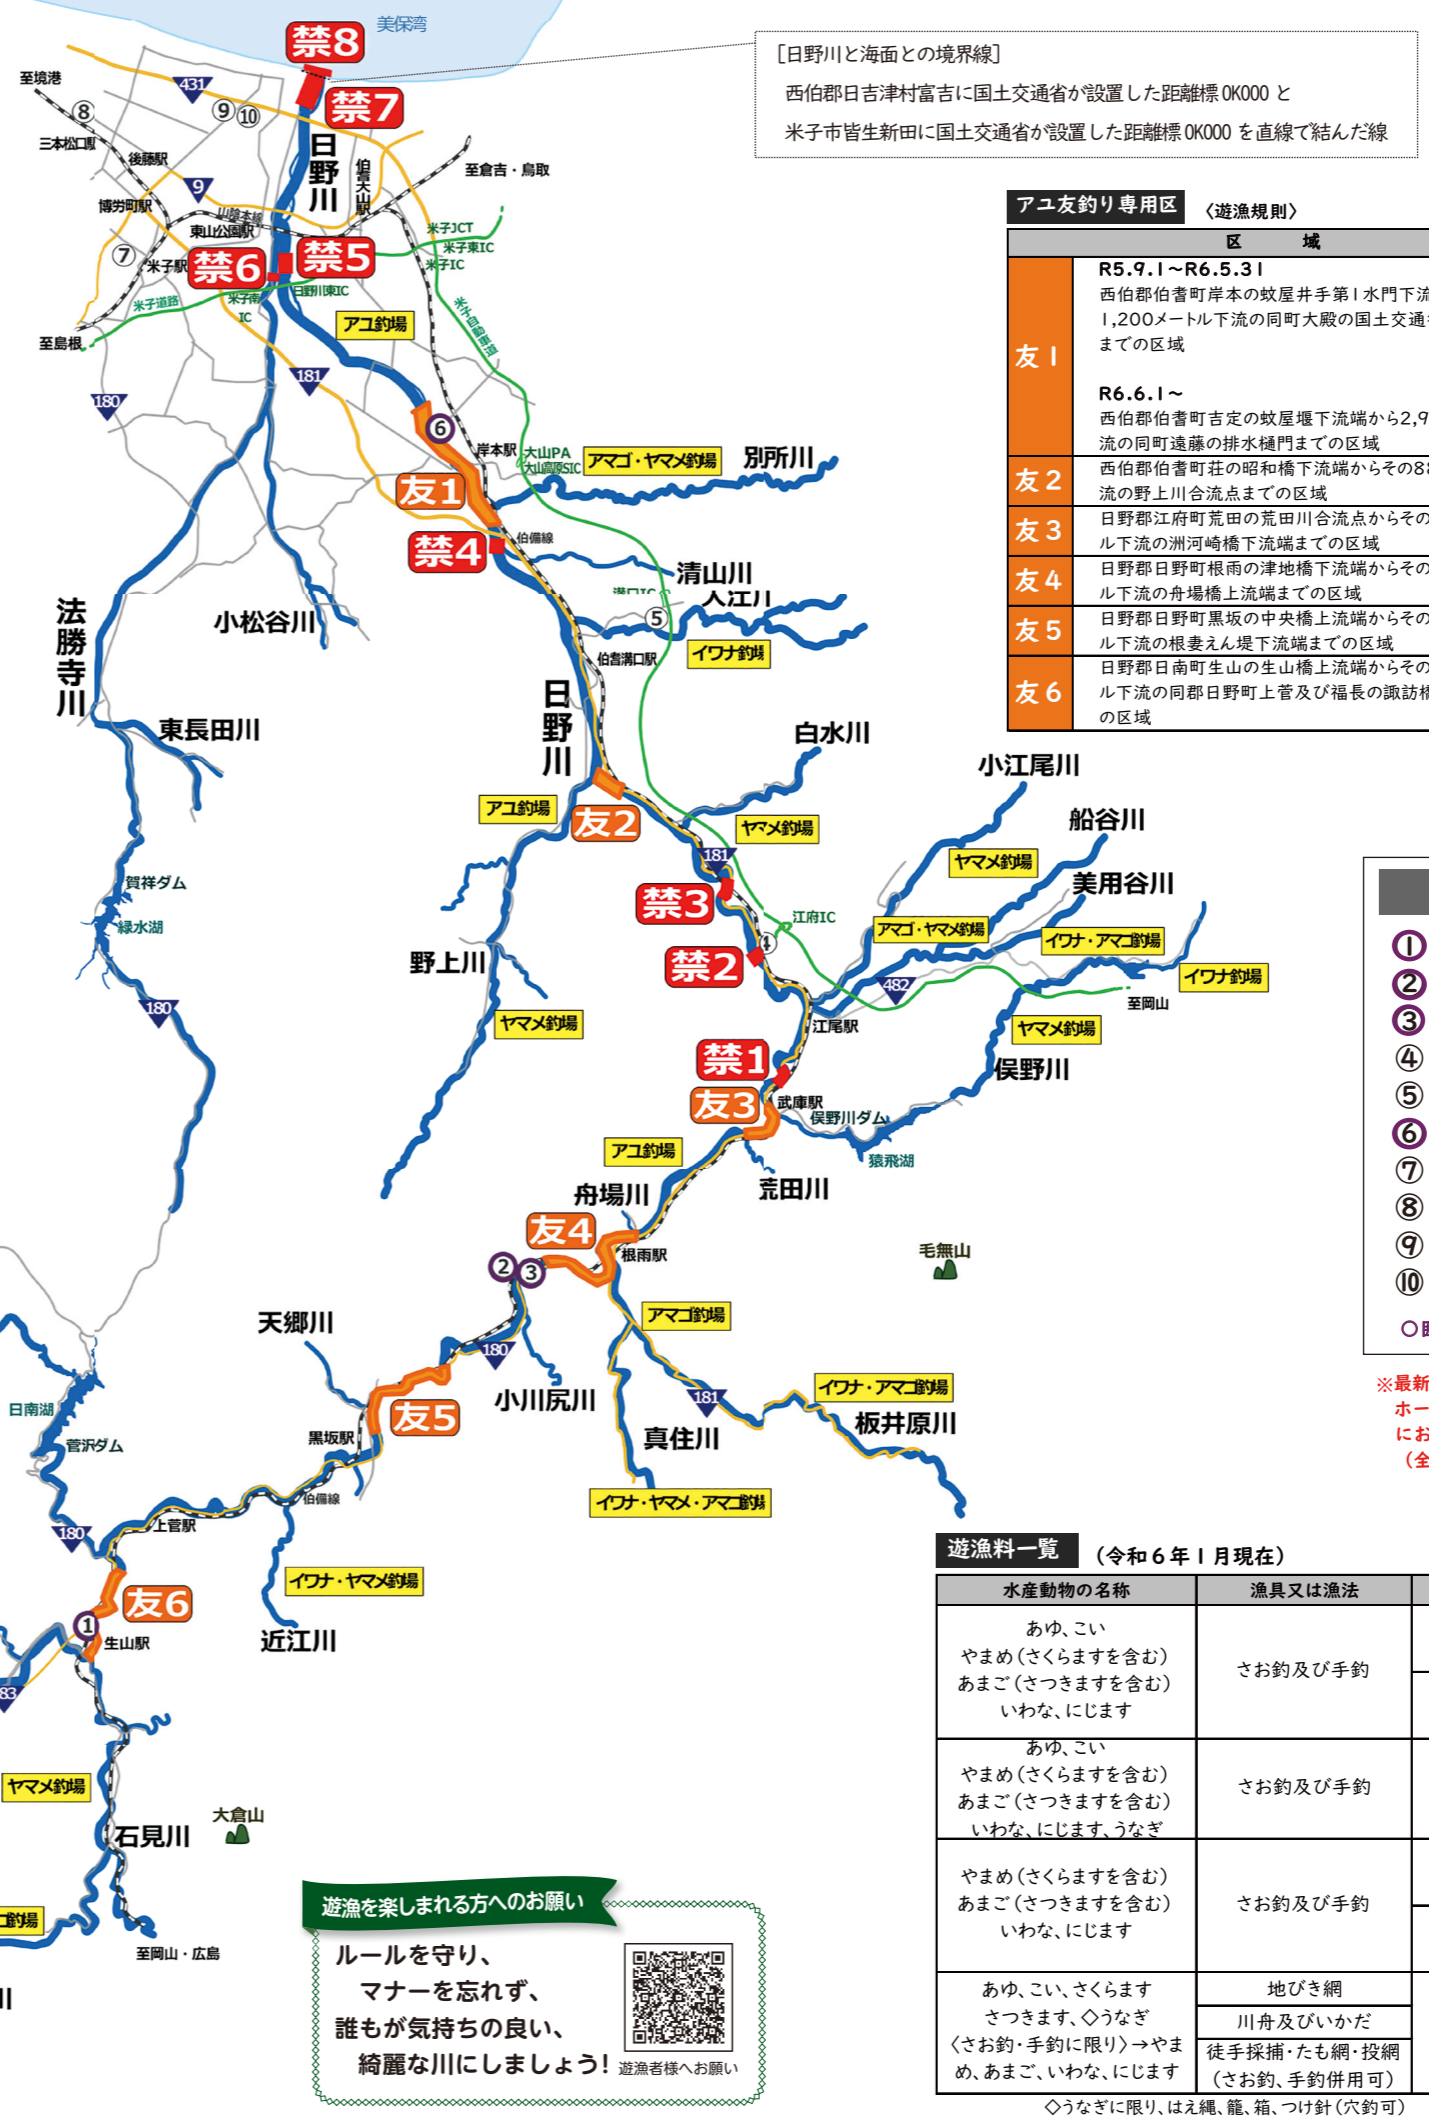 美保湾
禁8
[日野川と海面との境界線]
西伯郡日吉津村富吉に国土交通省が設置した距離標0K000 と
米子市皆生新田に国土交通省が設置した距離標0K000 を直線で結んだ線
至境港
431
⑧
⑨
⑩
禁7
三本松口駅
後藤駅
日野川
伯耆大山駅
至倉吉・鳥取
9
博労町駅
山陰本線
東山公園駅
米子JCT
米子東IC
米子IC
⑦
米子駅
禁6
禁5
米子道路
米子南IC
日野川東IC
米子自動車道
至島根
アユ釣場
180
181
⑥
岸本駅
大山PA
大山高原SIC
アマゴ・ヤマメ釣場
別所川
友1
禁4
伯備線
清山川
溝口IC
大江川
⑤
法勝寺川
小松谷川
伯耆溝口駅
イワナ釣場
日野川
東長田川
白水川
小江尾川
アユ釣場
友2
ヤマメ釣場
船谷川
181
ヤマメ釣場
賀祥ダム
緑水湖
禁3
美用谷川
江府IC
④
アマゴ・ヤマメ釣場
イワナ・アマゴ釣場
野上川
禁2
イワナ釣場
482
至岡山
180
ヤマメ釣場
江尾駅
ヤマメ釣場
禁1
俣野川
友3
武庫駅
俣野川ダム
猿飛湖
アユ釣場
荒田川
舟場川
友4
根雨駅
毛無山
②
③
アマゴ釣場
天郷川
180
小川尻川
181
イワナ・アマゴ釣場
板井原川
日南湖
友5
真住川
菅沢ダム
黒坂駅
伯備線
イワナ・ヤマメ・アマゴ釣場
180
上菅駅
イワナ・ヤマメ釣場
友6
①
生山駅
近江川
83
ヤマメ釣場
石見川
大倉山
ゴ釣場
至岡山・広島
川
アユ友釣り専用区
〈遊漁規則〉
区　域
友1
R5.9.1～R6.5.31
西伯郡伯耆町岸本の蚊屋井手第1水門下流
1,200メートル下流の同町大殿の国土交通
までの区域
R6.6.1～
西伯郡伯耆町吉定の蚊屋堰下流端から2,9
流の同町遠藤の排水樋門までの区域
友2
西伯郡伯耆町荘の昭和橋下流端からその88
流の野上川合流点までの区域
友3
日野郡江府町荒田の荒田川合流点からその
ル下流の洲河崎橋下流端までの区域
友4
日野郡日野町根雨の津地橋下流端からその
ル下流の舟場橋上流端までの区域
友5
日野郡日野町黒坂の中央橋上流端からその
ル下流の根妻えん堤下流端までの区域
友6
日野郡日南町生山の生山橋上流端からその
ル下流の同郡日野町上菅及び福長の諏訪橋
の区域
①
②
③
④
⑤
⑥
⑦
⑧
⑨
⑩
※最新
ホー
にお
（全
遊漁料一覧
（令和6年1月現在）
水産動物の名称
漁具又は漁法
あゆ、こい
やまめ（さくらますを含む）
あまご（さつきますを含む）
いわな、にじます
さお釣及び手釣
あゆ、こい
やまめ（さくらますを含む）
あまご（さつきますを含む）
いわな、にじます、うなぎ
さお釣及び手釣
やまめ（さくらますを含む）
あまご（さつきますを含む）
いわな、にじます
さお釣及び手釣
あゆ、こい、さくらます
さつきます、◇うなぎ
〈さお釣・手釣に限り〉→やま
め、あまご、いわな、にじます
地びき網
川舟及びいかだ
徒手採捕・たも網・投網
（さお釣、手釣併用可）
◇うなぎに限り、はえ縄、籠、箱、つけ針（穴釣可）
遊漁を楽しまれる方へのお願い
ルールを守り、
マナーを忘れず、
誰もが気持ちの良い、
綺麗な川にしましょう！
遊漁者様へお願い